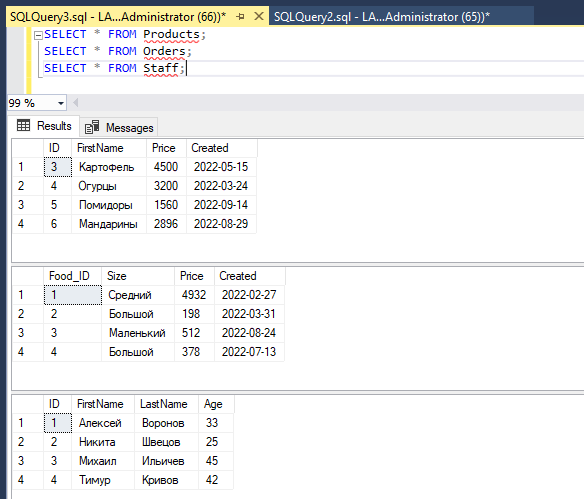 SQLQuery3.sql - LA...Administrator (66))* SQLQuery2.sql - LA...Administrator (65))*
SELECT * FROM Products;
SELECT * FROM Orders;
SELECT * FROM Staff;
99 %
Results Messages
ID FirstName Price Created
1 3 Картофель 4500 2022-05-15
2 4 Огурцы 3200 2022-03-24
3 5 Помидоры 1560 2022-09-14
4 6 Мандарины 2896 2022-08-29
Food_ID Size Price Created
1 1 Средний 4932 2022-02-27
2 2 Большой 198 2022-03-31
3 3 Маленький 512 2022-08-24
4 4 Большой 378 2022-07-13
ID FirstName LastName Age
1 1 Алексей Воронов 33
2 2 Никита Швецов 25
3 3 Михаил Ильичев 45
4 4 Тимур Кривов 42